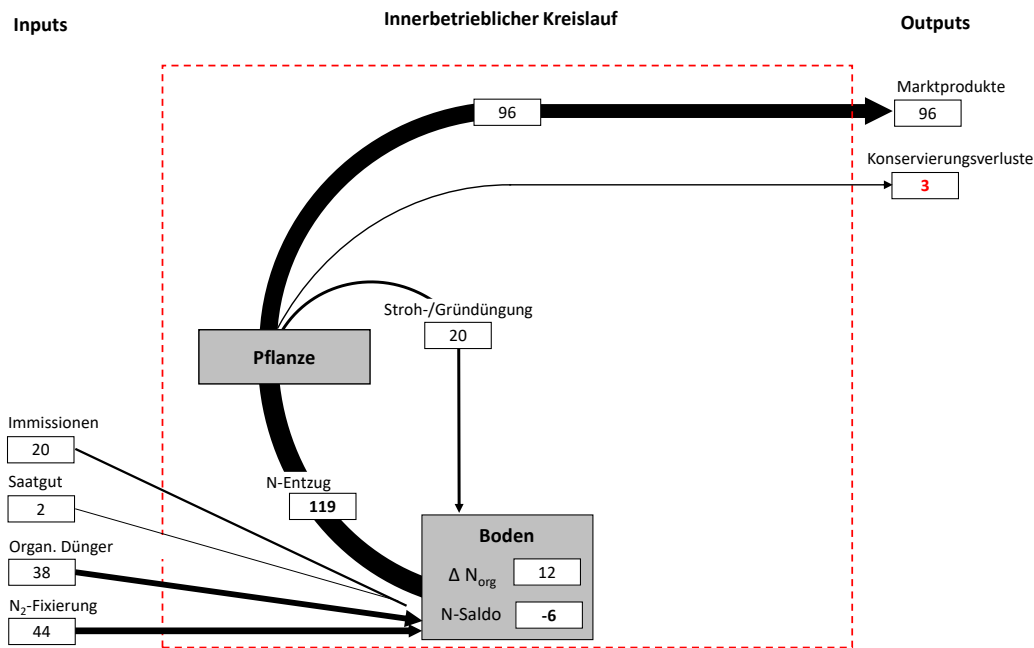 Inputs
Innerbetrieblicher Kreislauf
Outputs
Marktprodukte
96
96
Konservierungsverluste
3
Stroh-/Gründüngung
20
Pflanze
Immissionen
20
N-Entzug
119
Saatgut
2
Boden
Δ Norg
12
N-Saldo
-6
Organ. Dünger
38
N2-Fixierung
44